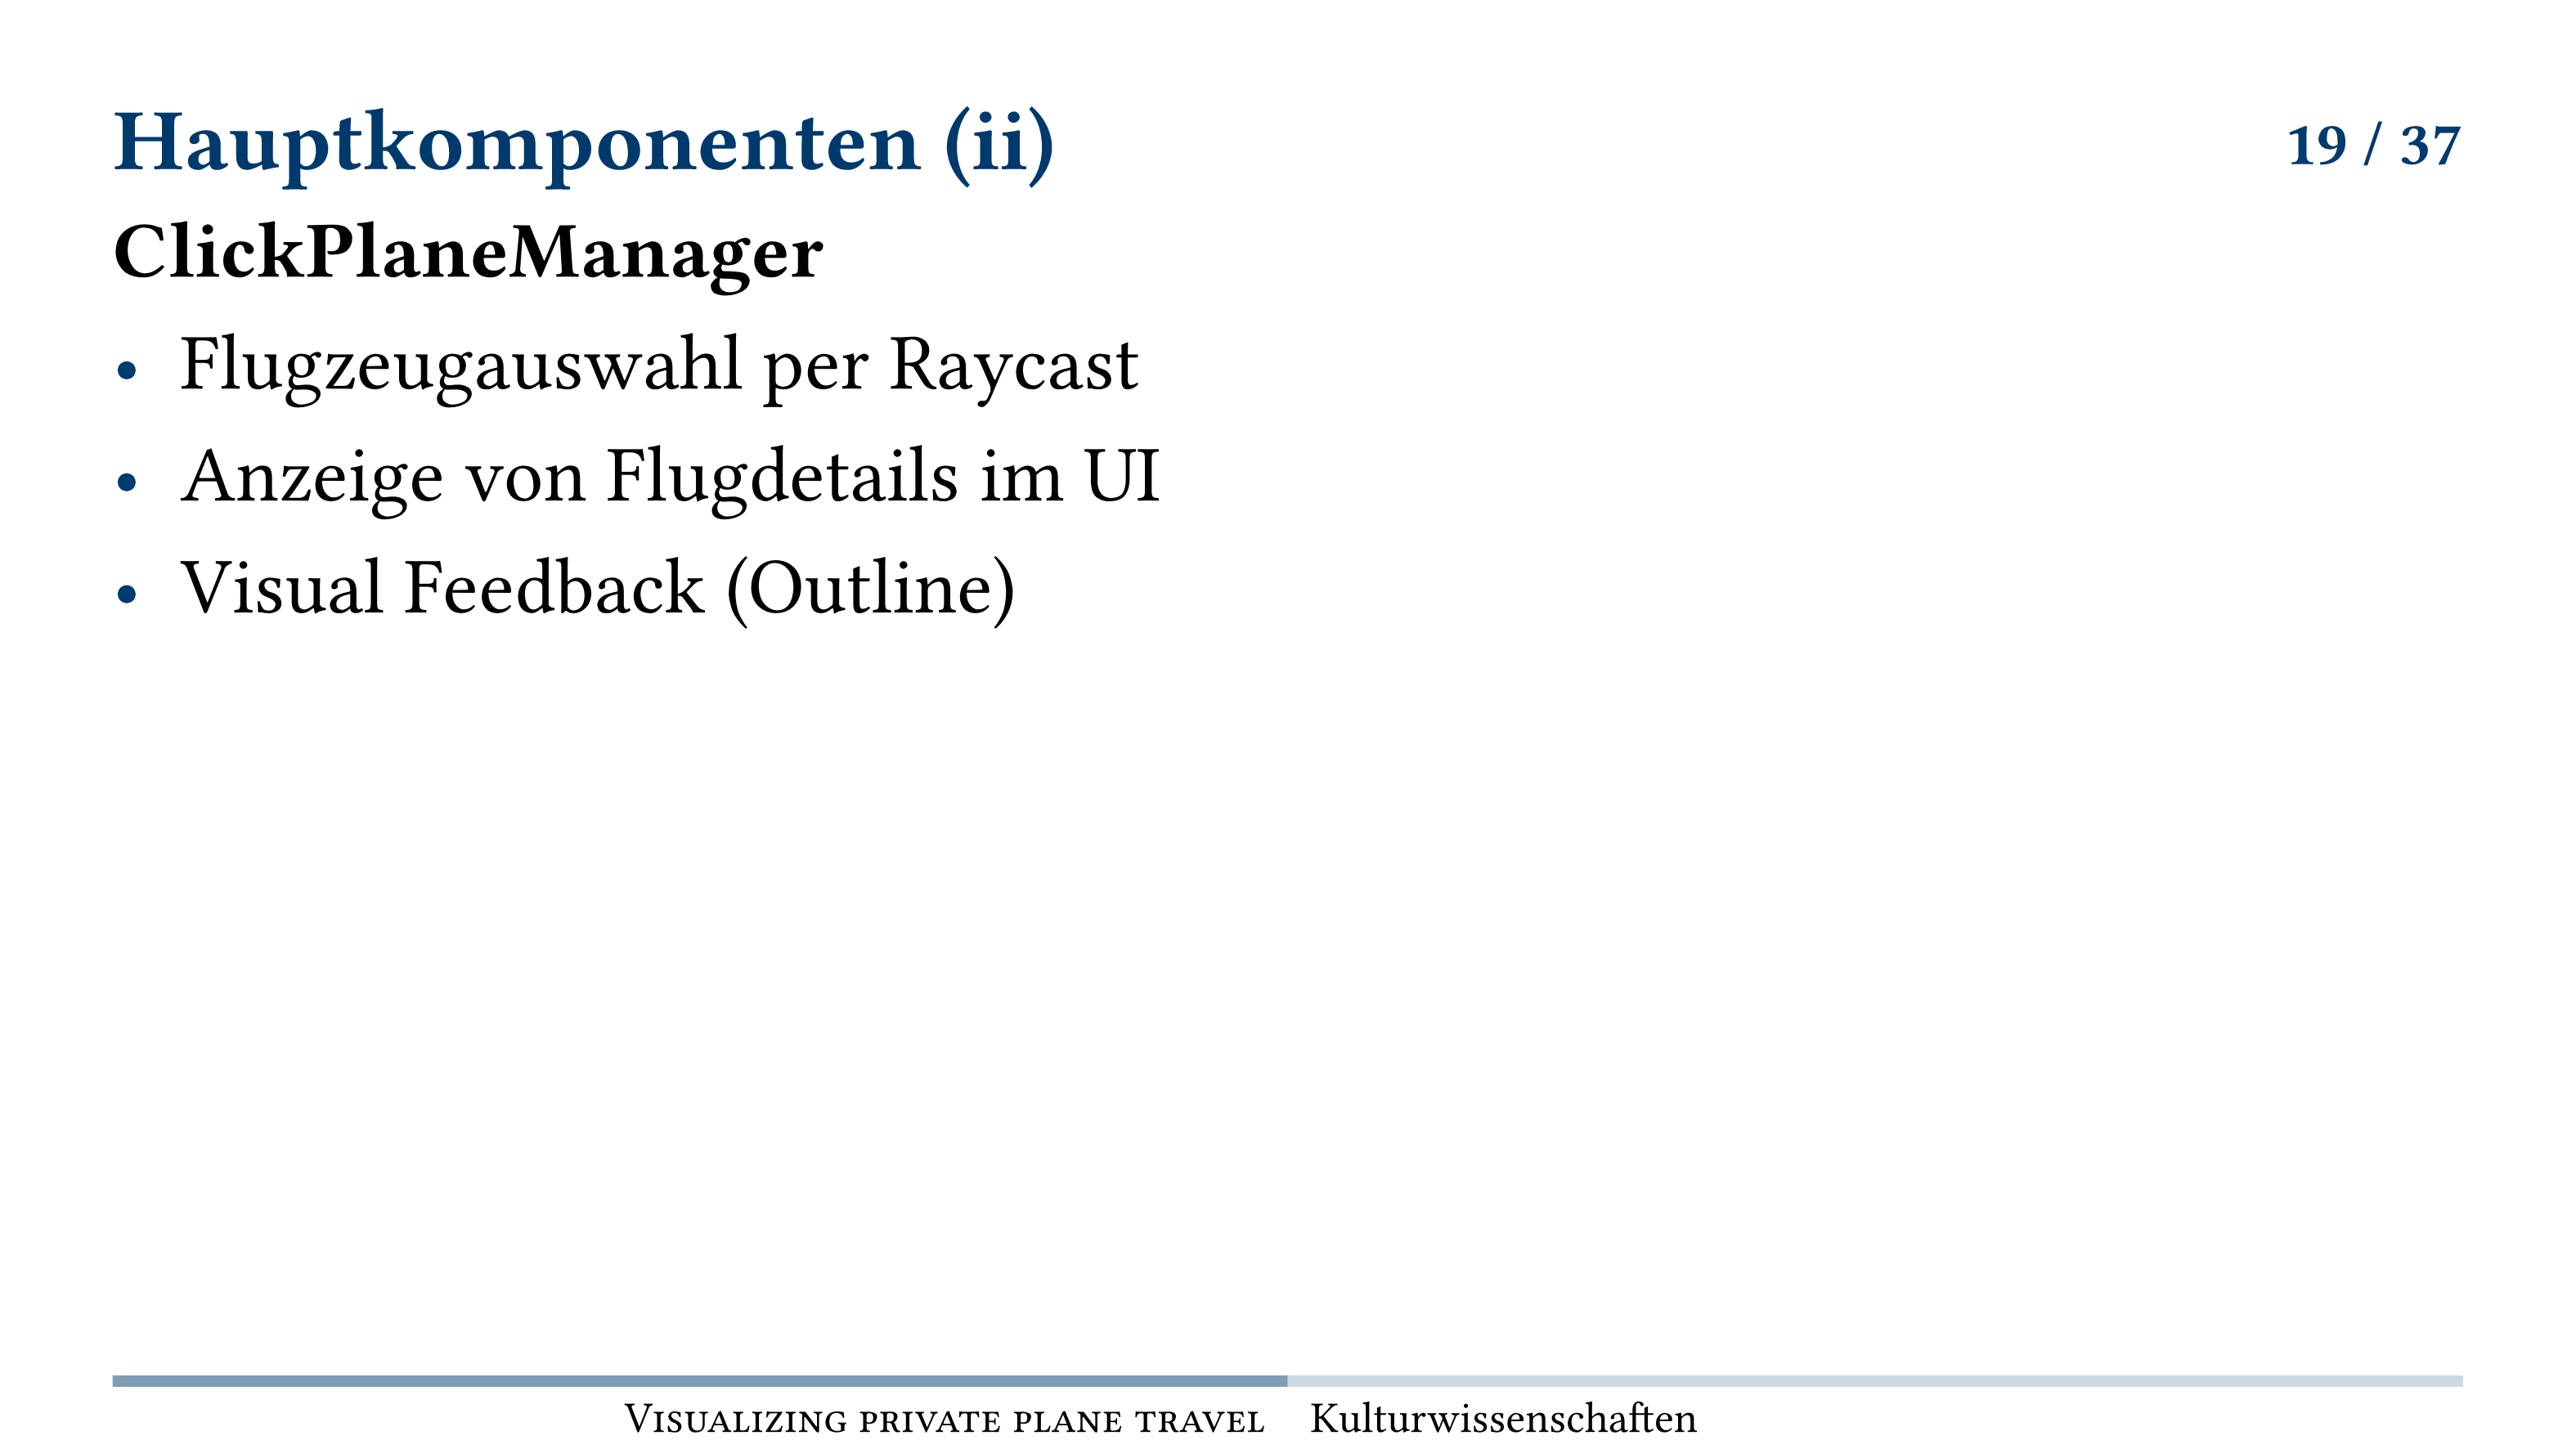 Hauptkomponenten (ii)
19 / 37
ClickPlaneManager
• Flugzeugauswahl per Raycast
• Anzeige von Flugdetails im UI
• Visual Feedback (Outline)
Visualizing private plane travel
Kulturwissenschaften